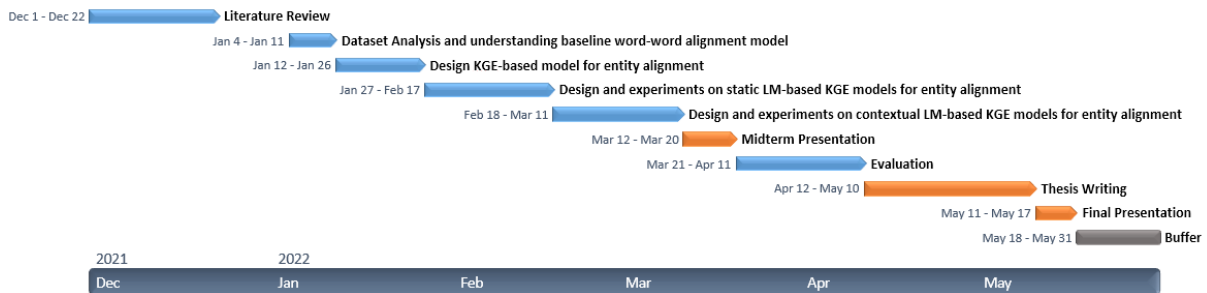 Dec 1 - Dec 22 Literature Review
Jan 4 - Jan 11 Dataset Analysis and understanding baseline word-word alignment model
Jan 12 - Jan 26 Design KGE-based model for entity alignment
Jan 27 - Feb 17 Design and experiments on static LM-based KGE models for entity alignment
Feb 18 - Mar 11 Design and experiments on contextual LM-based KGE models for entity alignment
Mar 12 - Mar 20 Midterm Presentation
Mar 21 - Apr 11 Evaluation
Apr 12 - May 10 Thesis Writing
May 11 - May 17 Final Presentation
May 18 - May 31 Buffer
2021 2022
Dec Jan Feb Mar Apr May